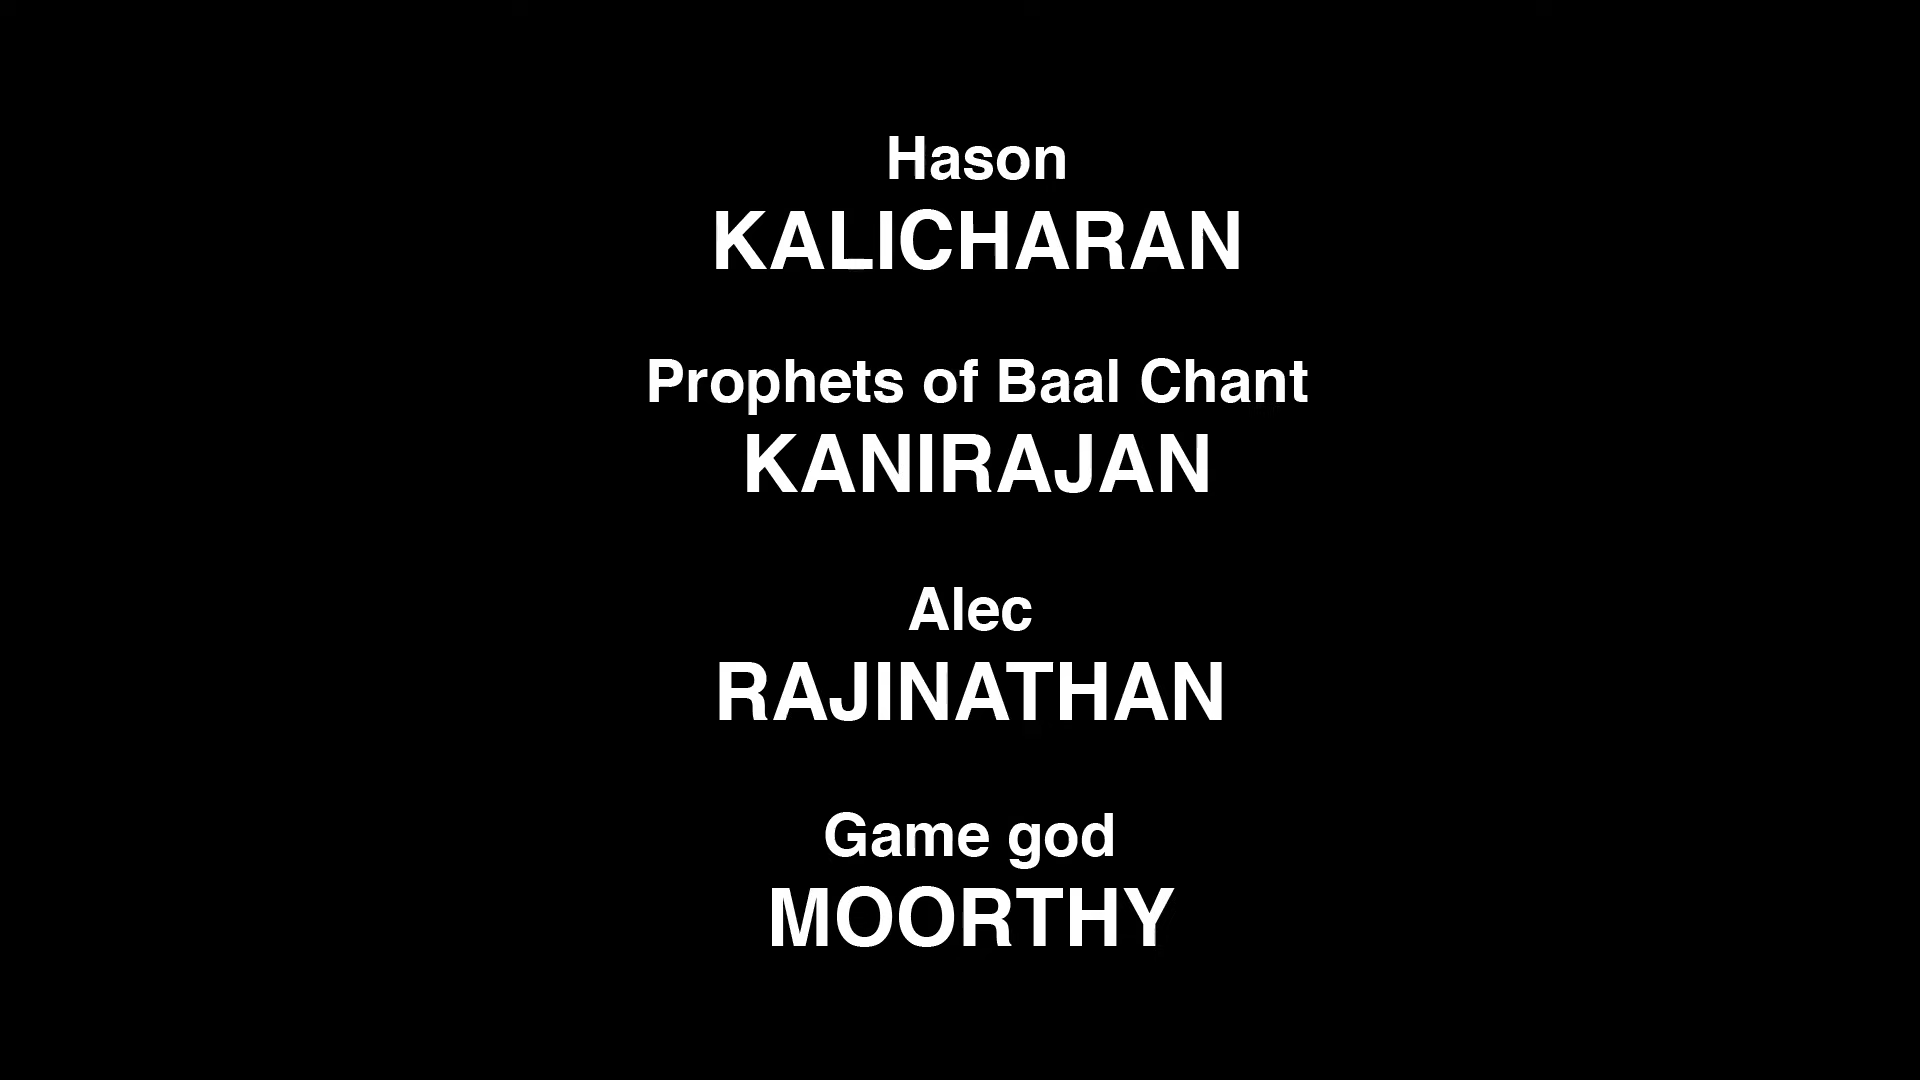 Hason
KALICHARAN
Prophets of Baal Chant
KANIRAJAN
Alec
RAJINATHAN
Game god
MOORTHY